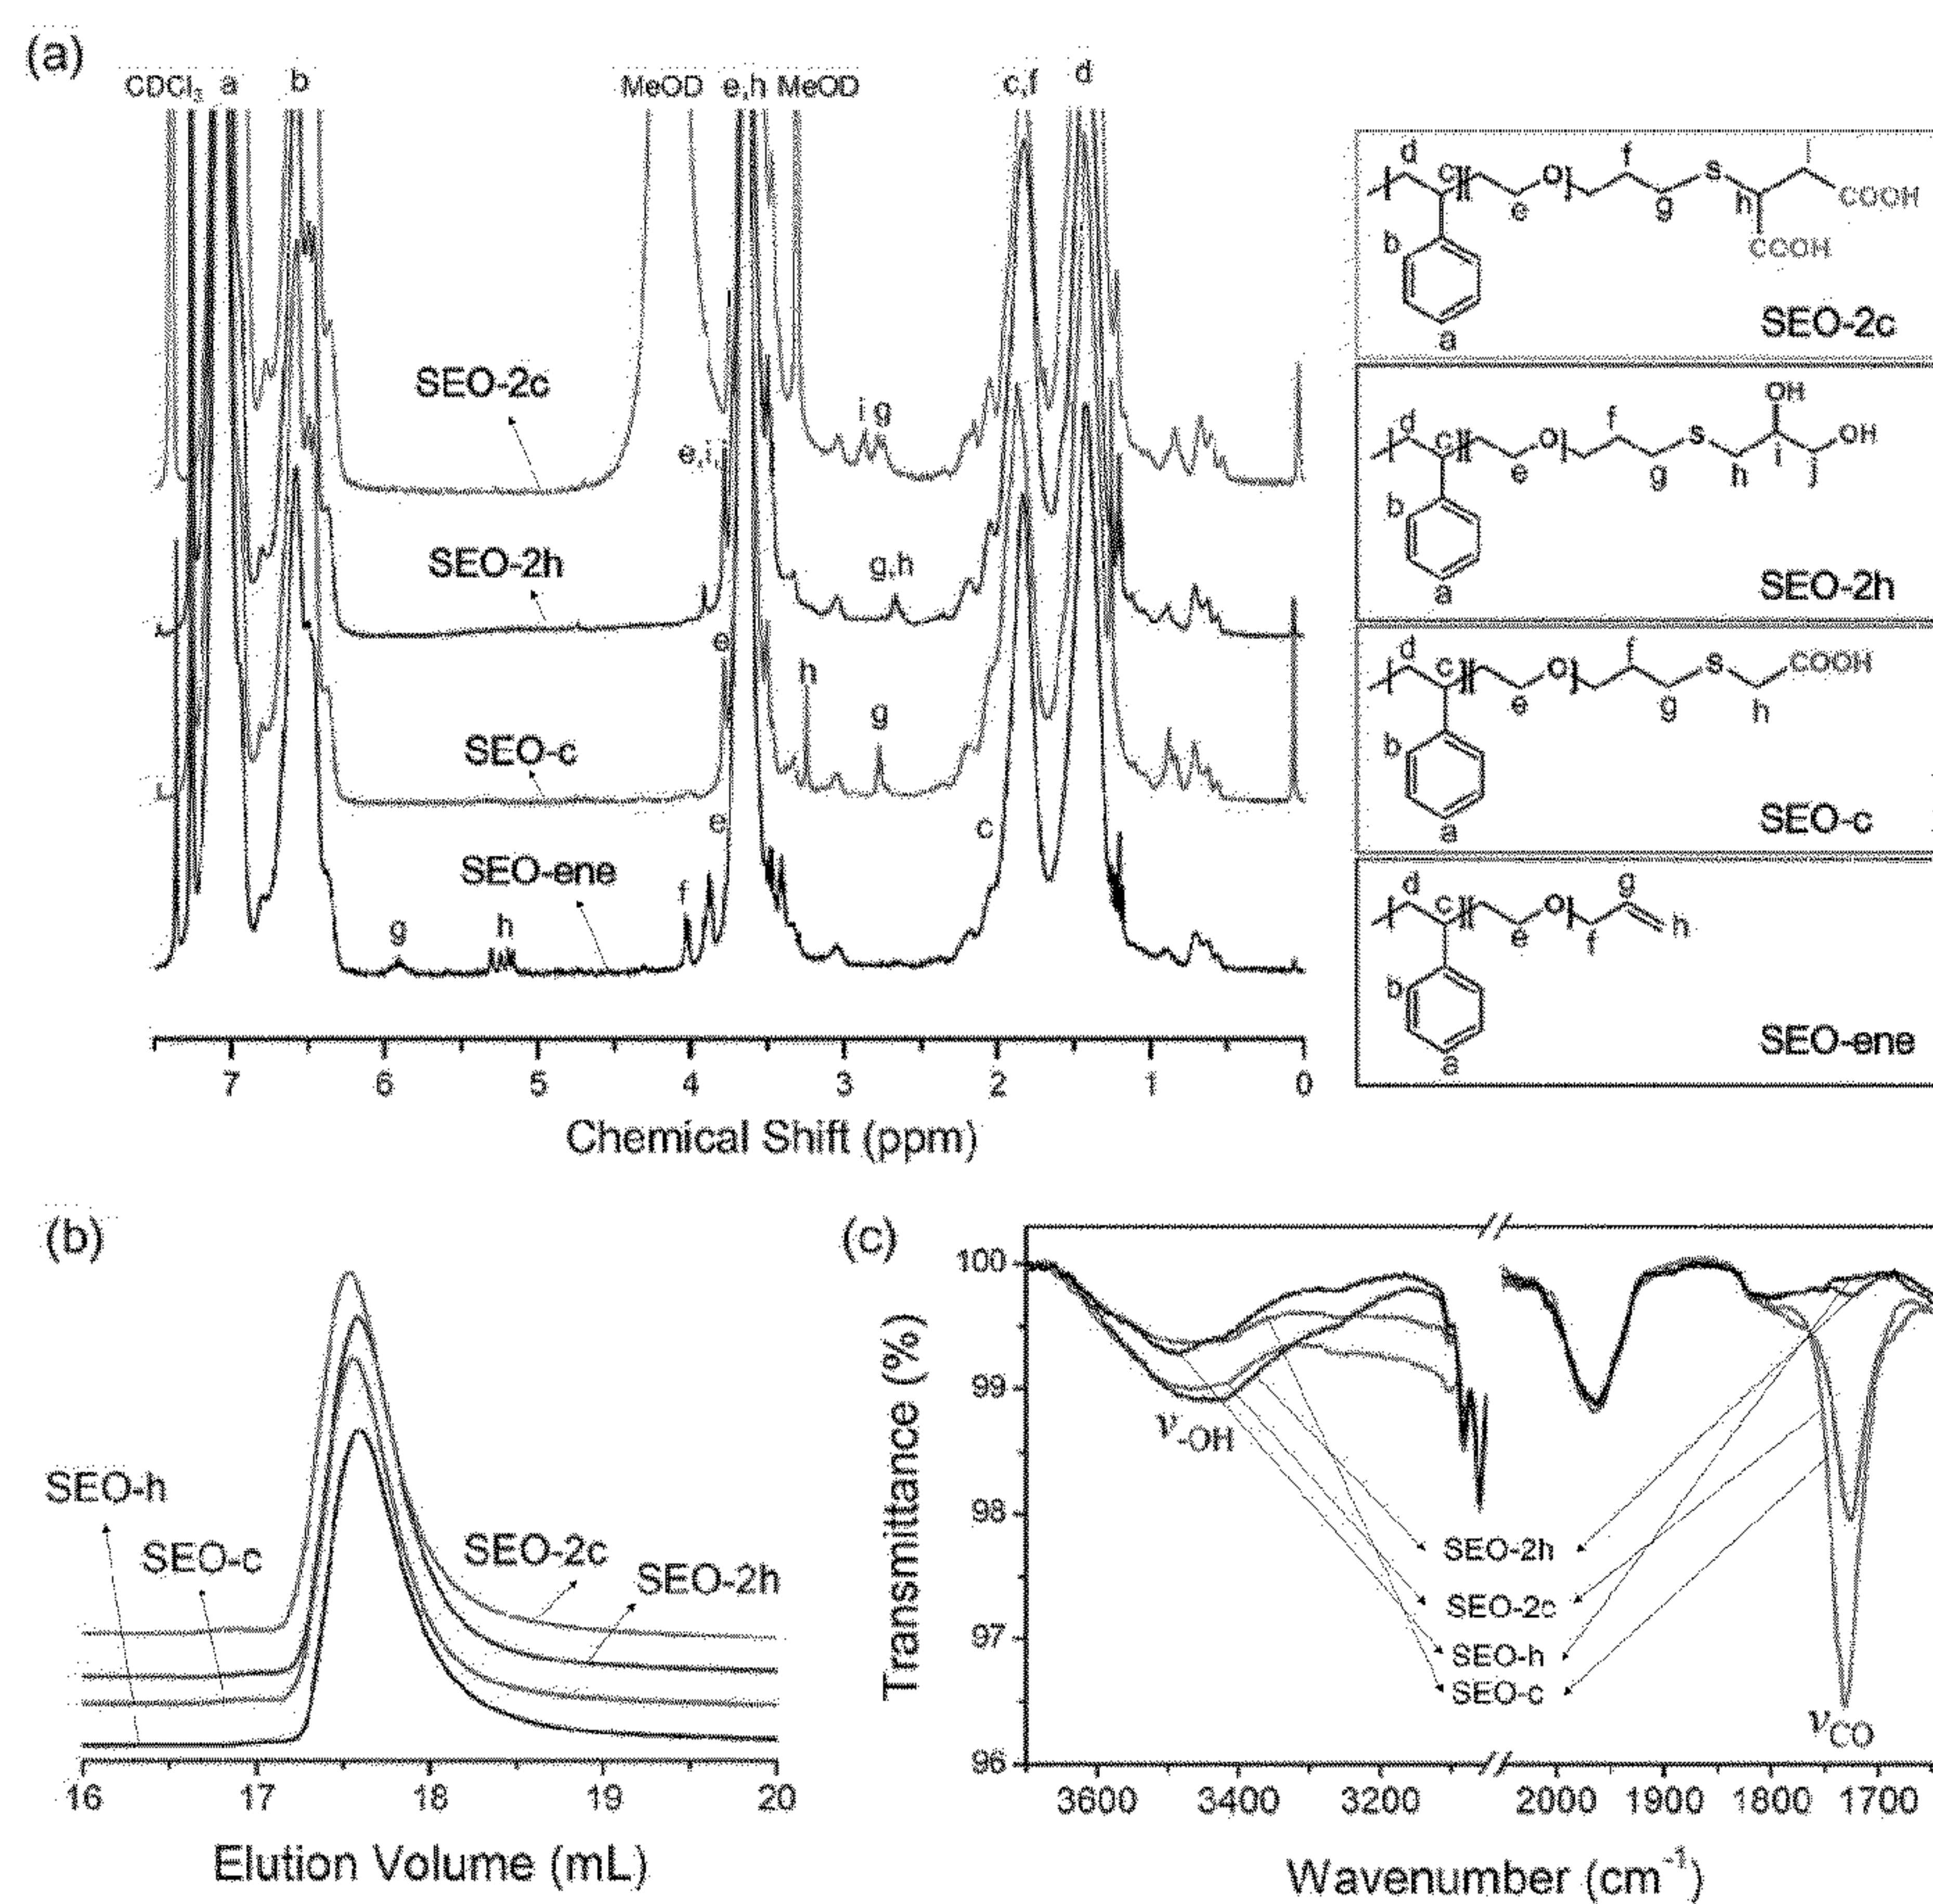 (a)
CDCl3 a b MeOD e,h MeOD c,f d
SEO-2c
i g
e,i,j
SEO-2h
g,h
e
h
SEO-c
g
e
c
SEO-ene
f
g
h
7 6 5 4 3 2 1 0
Chemical Shift (ppm)
d f i
c O S
e g h COOH
b COOH
a SEO-2c
OH
d f
c O S OH
e g h i j
b
a SEO-2h
d f
c O S COOH
e g h
b
a SEO-c
d g
c O h
e f
b
a SEO-ene
(b)
SEO-h
SEO-c
SEO-2c
SEO-2h
16 17 18 19 20
Elution Volume (mL)
(c)
Transmittance (%)
100
99
98
97
96
ν-OH
SEO-2h
SEO-2c
SEO-h
SEO-c
νCO
3600 3400 3200 2000 1900 1800 1700
Wavenumber (cm-1)